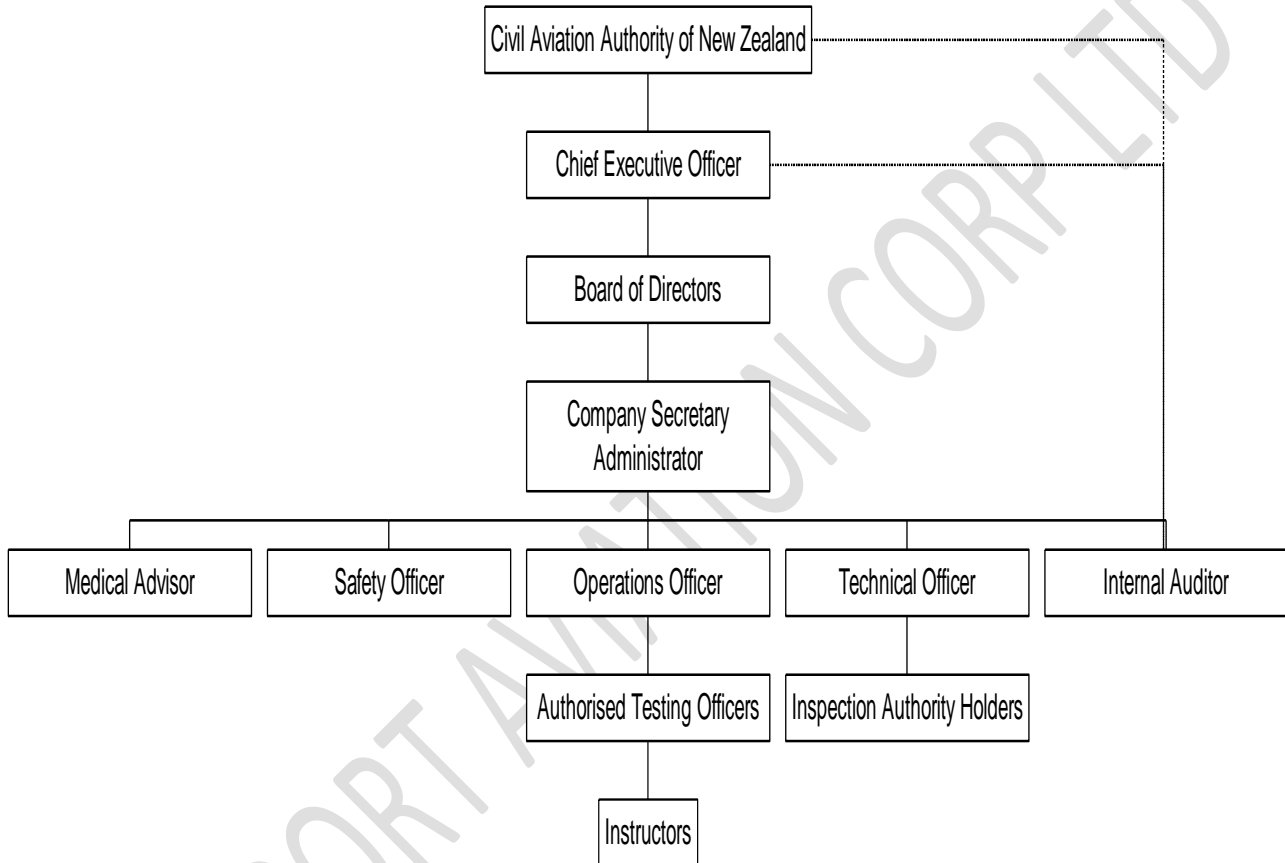 Civil Aviation Authority of New Zealand
Chief Executive Officer
Board of Directors
Company Secretary
Administrator
Medical Advisor
Safety Officer
Operations Officer
Technical Officer
Internal Auditor
Authorised Testing Officers
Inspection Authority Holders
Instructors
ORT AVIATION CORP LTD